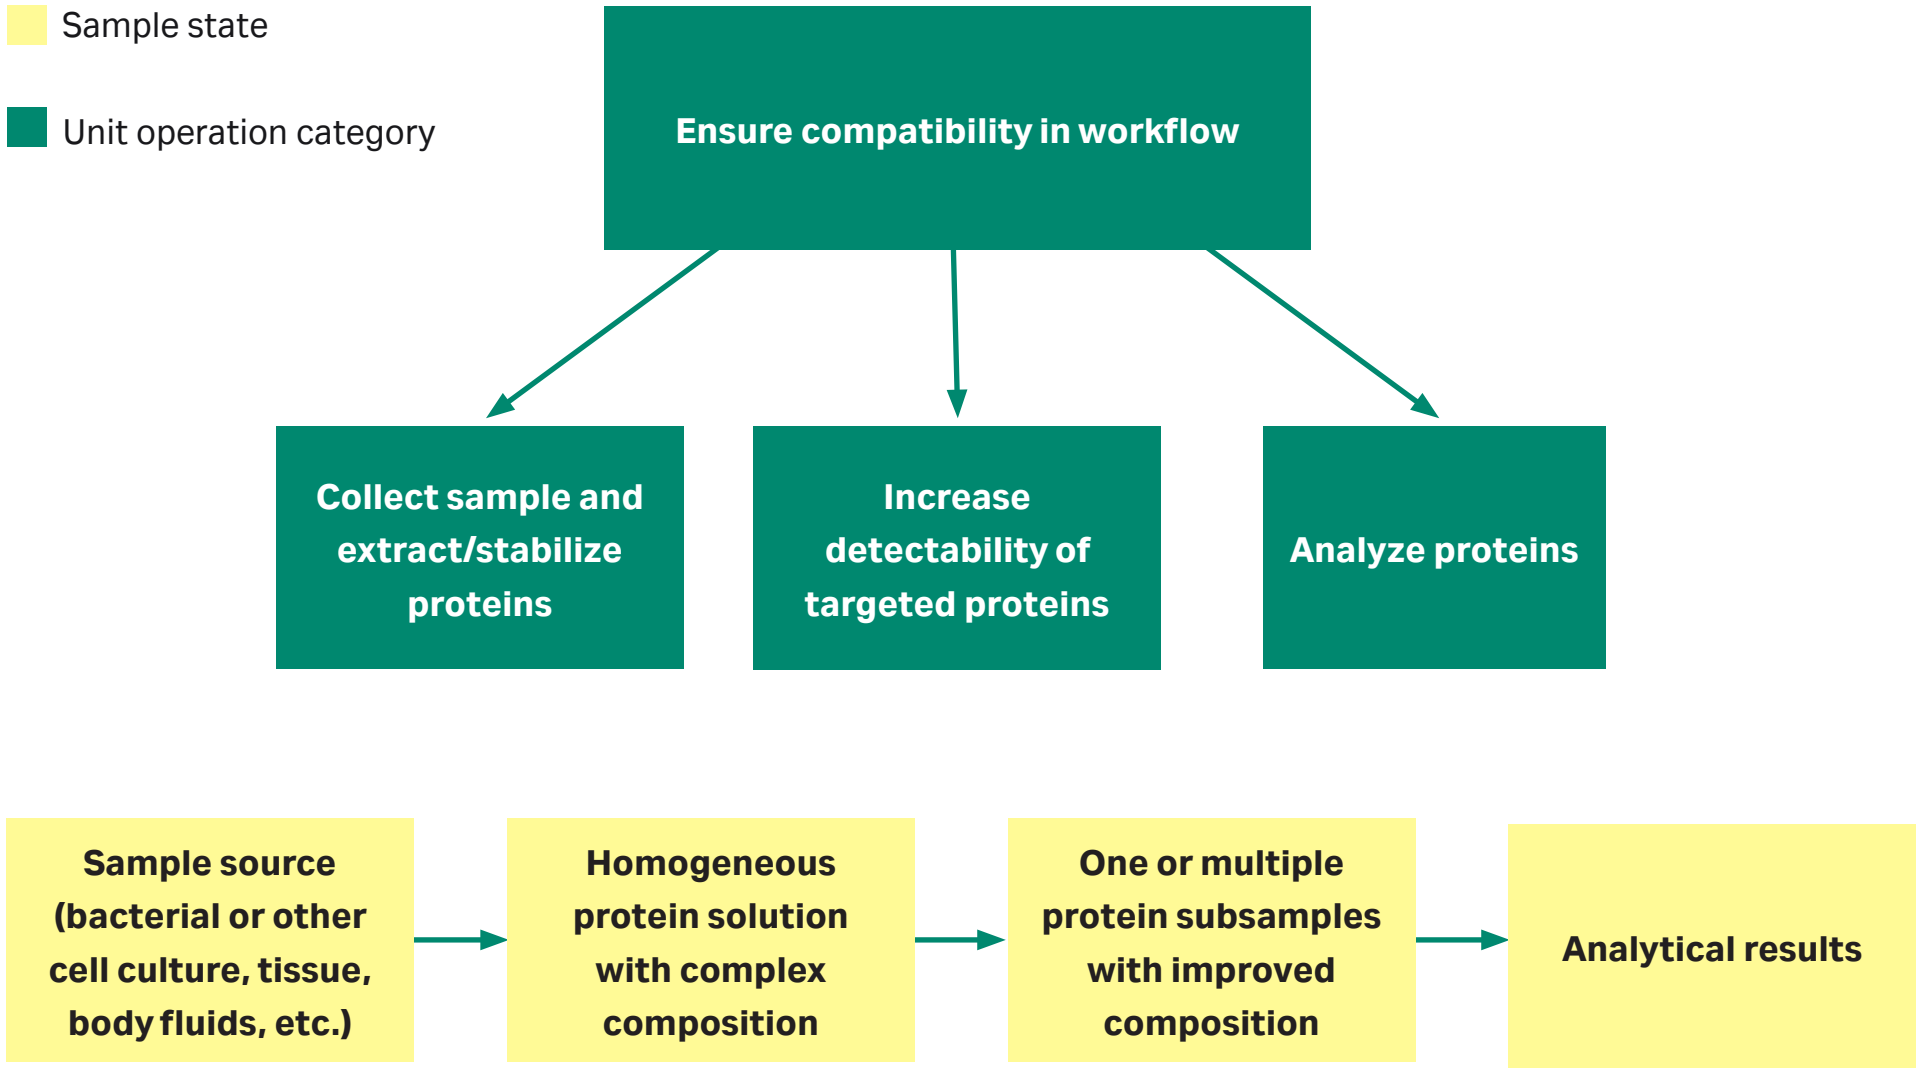 Sample state
Unit operation category
Ensure compatibility in workflow
Collect sample and
extract/stabilize
proteins
Increase
detectability of
targeted proteins
Analyze proteins
Sample source
(bacterial or other
cell culture, tissue,
body fluids, etc.)
Homogeneous
protein solution
with complex
composition
One or multiple
protein subsamples
with improved
composition
Analytical results